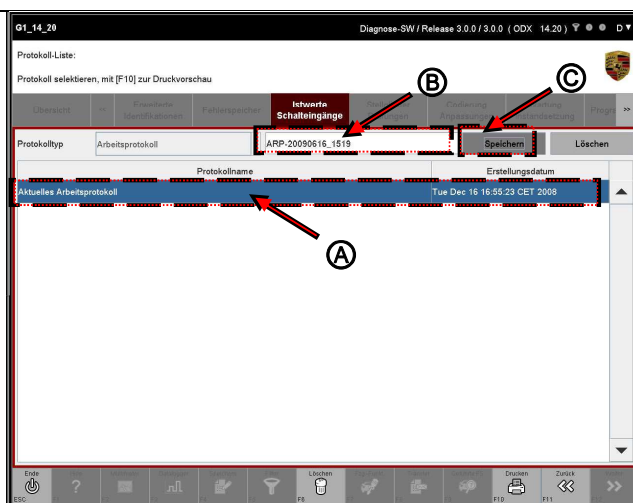 G1_14_20 Diagnose-SW / Release 3.0.0 / 3.0.0 ( ODX 14.20 ) D
Protokoll-Liste:
Protokoll selektieren, mit [F10] zur Druckvorschau
B
C
Übersicht << Erweiterte Identifikationen Fehlerspeicher Istwerte Schalteingänge >>
Protokolltyp Arbeitsprotokoll ARP-20090616_1519 Speichern Löschen
Protokollname Erstellungsdatum
Aktuelles Arbeitsprotokoll Tue Dec 16 16:55:23 CET 2008
A
Ende Löschen Drucken Zurück
? << >>
ESC F8 F10 F11